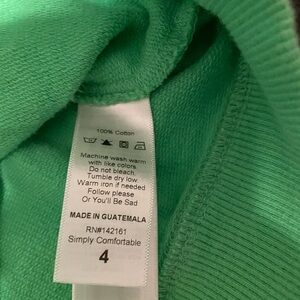 100% Cotton
Machine wash warm
with like colors.
Do not bleach.
Tumble dry low
Warm iron if needed
Follow Please
Or You'll Be Sad
MADE IN GUATEMALA
RN#142161
Simply Comfortable
4